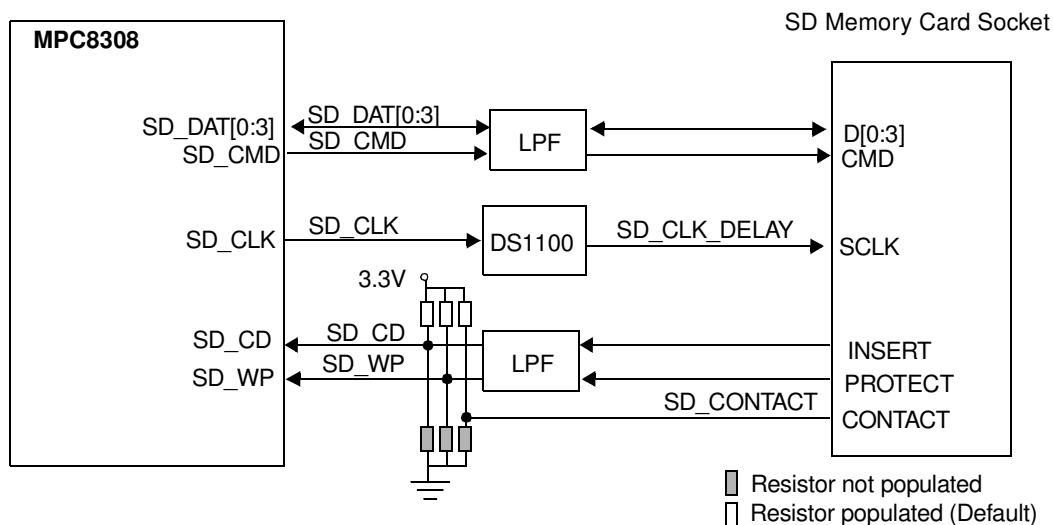 SD Memory Card Socket
MPC8308
SD_DAT[0:3]
SD_DAT[0:3]
LPF
D[0:3]
SD_CMD
SD_CMD
CMD
SD_CLK
SD_CLK
DS1100
SD_CLK_DELAY
SCLK
3.3V
SD_CD
SD_CD
LPF
INSERT
SD_WP
SD_WP
PROTECT
SD_CONTACT
CONTACT
Resistor not populated
Resistor populated (Default)